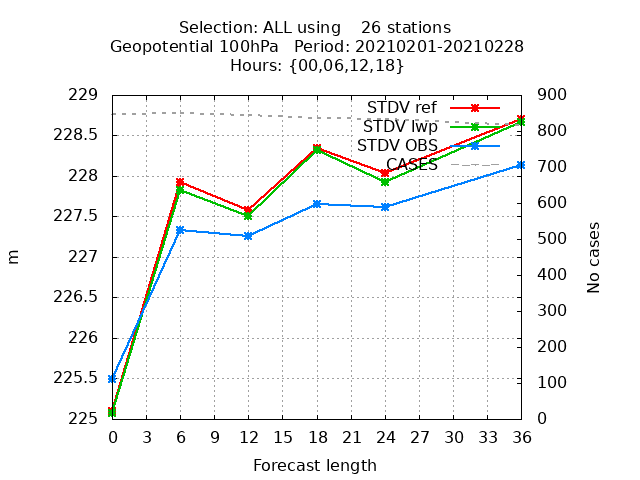 Selection: ALL using    26 stations
Geopotential 100hPa   Period: 20210201-20210228
Hours: {00,06,12,18}
229
228.5
228
227.5
227
226.5
226
225.5
225
900
800
700
600
500
400
300
200
100
0
STDV ref
STDV lwp
STDV OBS
CASES
m
No cases
0 3 6 9 12 15 18 21 24 27 30 33 36
Forecast length